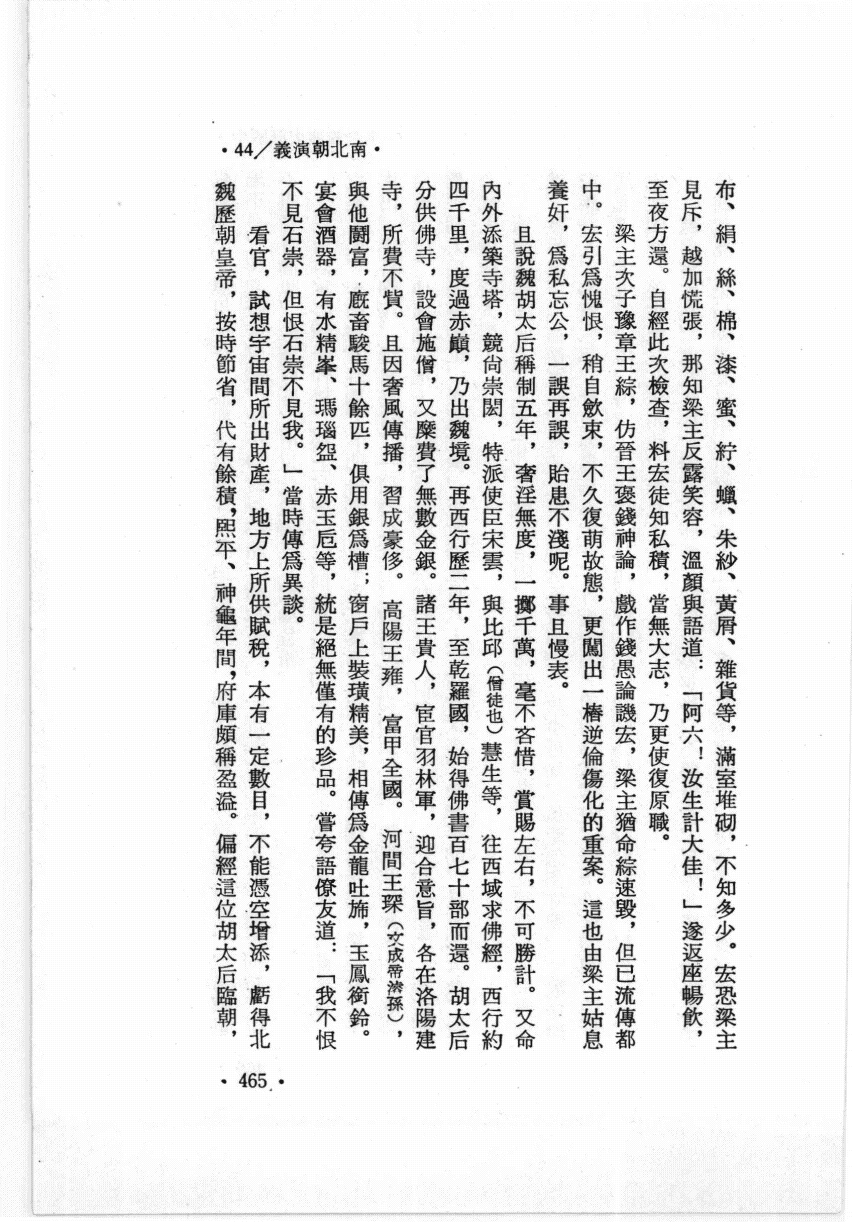 •44／義演朝北南•
布、絹、絲、棉、漆、蜜、紵、蠟、朱紗、黃屑、雜貨等，滿室堆砌，不知多少。宏恐梁主
見斥，越加慌張，那知梁主反露笑容，溫顏與語道：「阿六！汝生計大佳！」遂返座暢飲，
至夜方還。自經此次檢查，料宏徒知私積，當無大志，乃更使復原職。
梁主次子豫章王綜，仿晉王褒錢神論，戲作錢愚論譏宏，梁主猶命綜速毀，但已流傳都
中。宏引爲愧恨，稍自歛束，不久復萌故態，更闖出一樁逆倫傷化的重案。這也由梁主姑息
養奸，爲私忘公，一誤再誤，貽患不淺呢。事且慢表。
且說魏胡太后稱制五年，奢淫無度，一擲千萬，毫不吝惜，賞賜左右，不可勝計。又命
內外添築寺塔，競尙崇閎，特派使臣宋雲，與比邱（僧徒也）慧生等，往西域求佛經，西行約
四千里，度過赤巔，乃出魏境。再西行歷二年，至乾羅國，始得佛書百七十部而還。胡太后
分供佛寺，設會施僧，又縻費了無數金銀。諸王貴人，宦官羽林軍，迎合意旨，各在洛陽建
寺，所費不貲。且因奢風傳播，習成豪侈。高陽王雍，富甲全國。河間王琛（文成帝濬孫），
與他鬪富，廐畜駿馬十餘匹，俱用銀爲槽；窗戶上裝璜精美，相傳爲金龍吐旆，玉鳳銜鈴。
宴會酒器，有水精峯、瑪瑙盌、赤玉巵等，統是絕無僅有的珍品。嘗夸語僚友道：「我不恨
不見石崇，但恨石崇不見我。」當時傳爲異談。
看官，試想宇宙間所出財產，地方上所供賦稅，本有一定數目，不能憑空增添，虧得北
魏歷朝皇帝，按時節省，代有餘積，熙平、神龜年間，府庫頗稱盈溢。偏經這位胡太后臨朝，
•465•